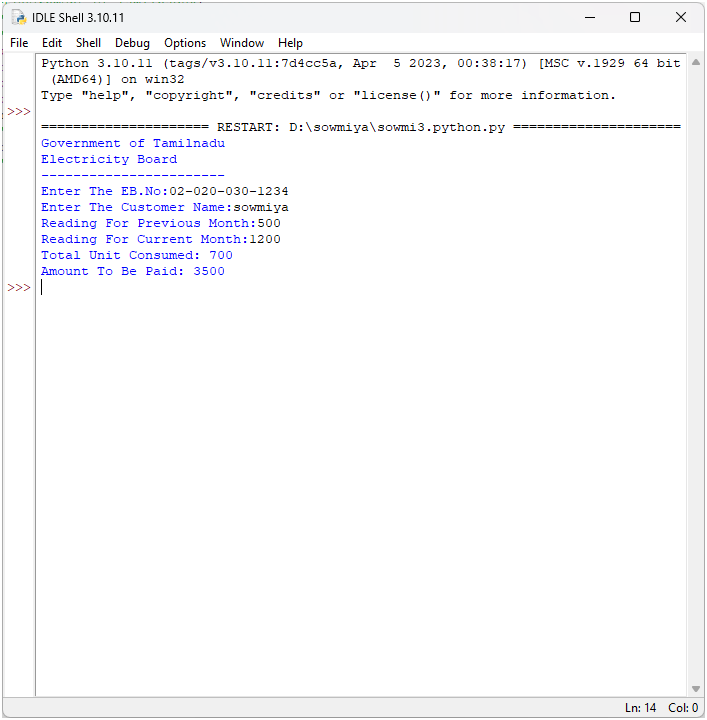 IDLE Shell 3.10.11
File Edit Shell Debug Options Window Help
Python 3.10.11 (tags/v3.10.11:7d4cc5a, Apr  5 2023, 00:38:17) [MSC v.1929 64 bit
 (AMD64)] on win32
Type "help", "copyright", "credits" or "license()" for more information.
>>>
===================== RESTART: D:\sowmiya\sowmi3.python.py =====================
Government of Tamilnadu
Electricity Board
-----------------------
Enter The EB.No:02-020-030-1234
Enter The Customer Name:sowmiya
Reading For Previous Month:500
Reading For Current Month:1200
Total Unit Consumed: 700
Amount To Be Paid: 3500
>>>
Ln: 14 Col: 0